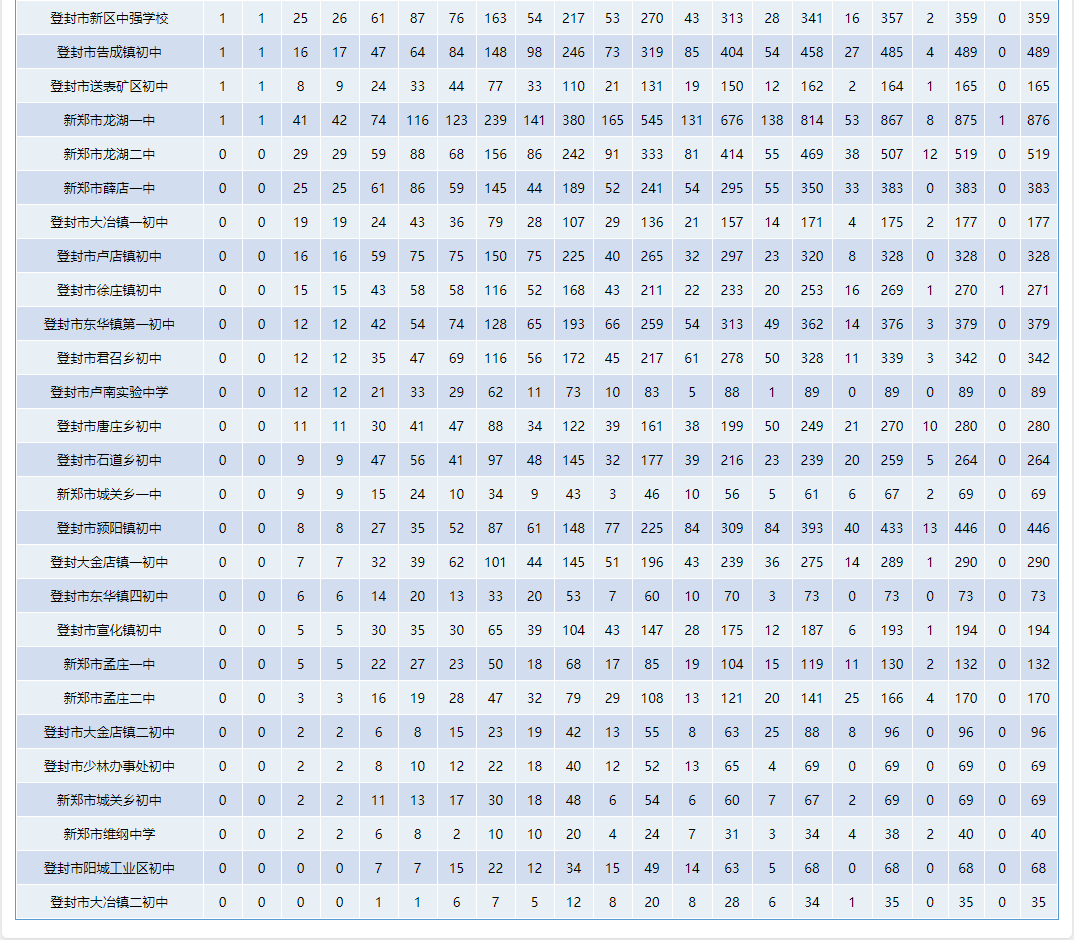 登封市新区中强学校 1 1 25 26 61 87 76 163 54 217 53 270 43 313 28 341 16 357 2 359 0 359
登封市告成镇初中 1 1 16 17 47 64 84 148 98 246 73 319 85 404 54 458 27 485 4 489 0 489
登封市送表矿区初中 1 1 8 9 24 33 44 77 33 110 21 131 19 150 12 162 2 164 1 165 0 165
新郑市龙湖一中 1 1 41 42 74 116 123 239 141 380 165 545 131 676 138 814 53 867 8 875 1 876
新郑市龙湖二中 0 0 29 29 59 88 68 156 86 242 91 333 81 414 55 469 38 507 12 519 0 519
新郑市薛店一中 0 0 25 25 61 86 59 145 44 189 52 241 54 295 55 350 33 383 0 383 0 383
登封市大冶镇一初中 0 0 19 19 24 43 36 79 28 107 29 136 21 157 14 171 4 175 2 177 0 177
登封市卢店镇初中 0 0 16 16 59 75 75 150 75 225 40 265 32 297 23 320 8 328 0 328 0 328
登封市徐庄镇初中 0 0 15 15 43 58 58 116 52 168 43 211 22 233 20 253 16 269 1 270 1 271
登封市东华镇第一初中 0 0 12 12 42 54 74 128 65 193 66 259 54 313 49 362 14 376 3 379 0 379
登封市君召乡初中 0 0 12 12 35 47 69 116 56 172 45 217 61 278 50 328 11 339 3 342 0 342
登封市卢南实验中学 0 0 12 12 21 33 29 62 11 73 10 83 5 88 1 89 0 89 0 89 0 89
登封市唐庄乡初中 0 0 11 11 30 41 47 88 34 122 39 161 38 199 50 249 21 270 10 280 0 280
登封市石道乡初中 0 0 9 9 47 56 41 97 48 145 32 177 39 216 23 239 20 259 5 264 0 264
新郑市城关乡一中 0 0 9 9 15 24 10 34 9 43 3 46 10 56 5 61 6 67 2 69 0 69
登封市颍阳镇初中 0 0 8 8 27 35 52 87 61 148 77 225 84 309 84 393 40 433 13 446 0 446
登封大金店镇一初中 0 0 7 7 32 39 62 101 44 145 51 196 43 239 36 275 14 289 1 290 0 290
登封市东华镇四初中 0 0 6 6 14 20 13 33 20 53 7 60 10 70 3 73 0 73 0 73 0 73
登封市宣化镇初中 0 0 5 5 30 35 30 65 39 104 43 147 28 175 12 187 6 193 1 194 0 194
新郑市孟庄一中 0 0 5 5 22 27 23 50 18 68 17 85 19 104 15 119 11 130 2 132 0 132
新郑市孟庄二中 0 0 3 3 16 19 28 47 32 79 29 108 13 121 20 141 25 166 4 170 0 170
登封市大金店镇二初中 0 0 2 2 6 8 15 23 19 42 13 55 8 63 25 88 8 96 0 96 0 96
登封市少林办事处初中 0 0 2 2 8 10 12 22 18 40 12 52 13 65 4 69 0 69 0 69 0 69
新郑市城关乡初中 0 0 2 2 11 13 17 30 18 48 6 54 6 60 7 67 2 69 0 69 0 69
新郑市维纲中学 0 0 2 2 6 8 2 10 10 20 4 24 7 31 3 34 4 38 2 40 0 40
登封市阳城工业区初中 0 0 0 0 7 7 15 22 12 34 15 49 14 63 5 68 0 68 0 68 0 68
登封市大冶镇二初中 0 0 0 0 1 1 6 7 5 12 8 20 8 28 6 34 1 35 0 35 0 35